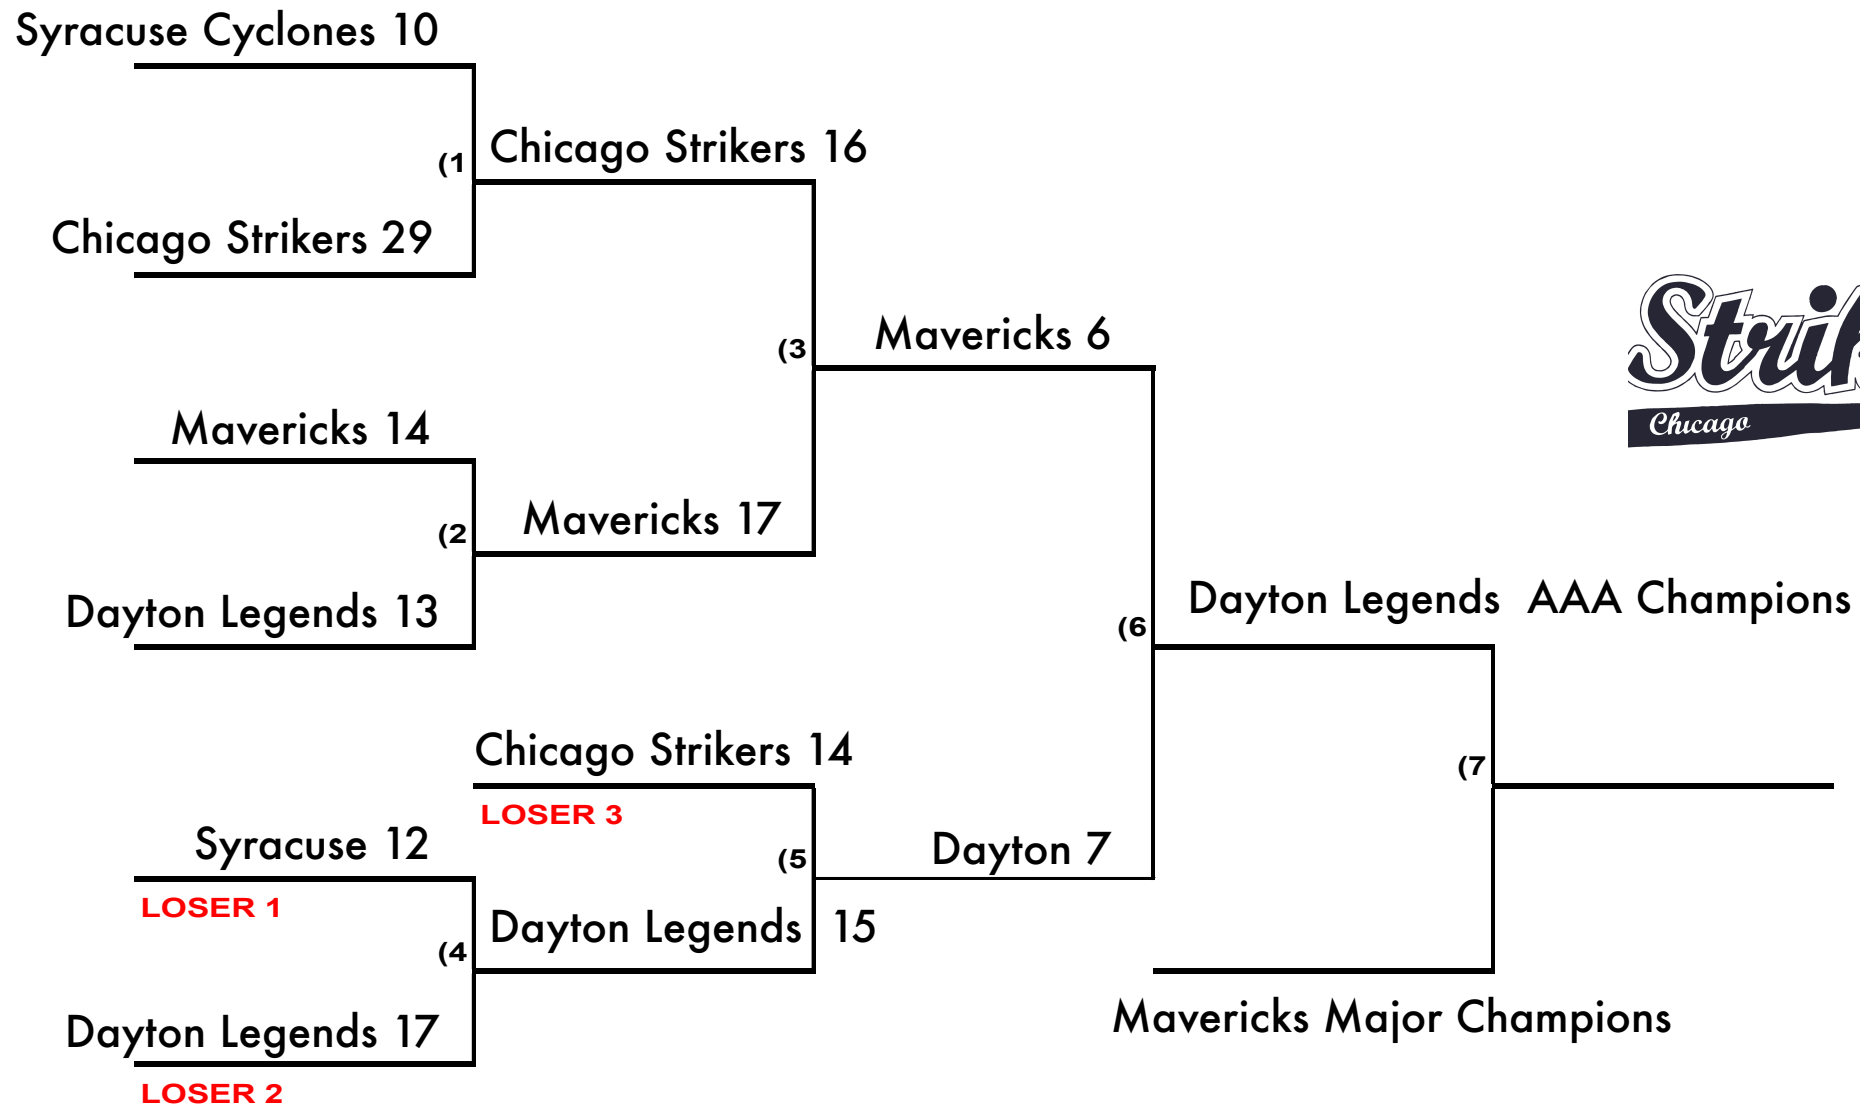 Syracuse Cyclones 10
(1
Chicago Strikers 16
Chicago Strikers 29
(3
Mavericks 6
Chicago
Mavericks 14
(2
Mavericks 17
Dayton Legends 13
(6
Dayton Legends AAA Champions
Chicago Strikers 14
LOSER 3
(7
Syracuse 12
LOSER 1
(5
Dayton 7
(4
Dayton Legends 15
Dayton Legends 17
LOSER 2
Mavericks Major Champions